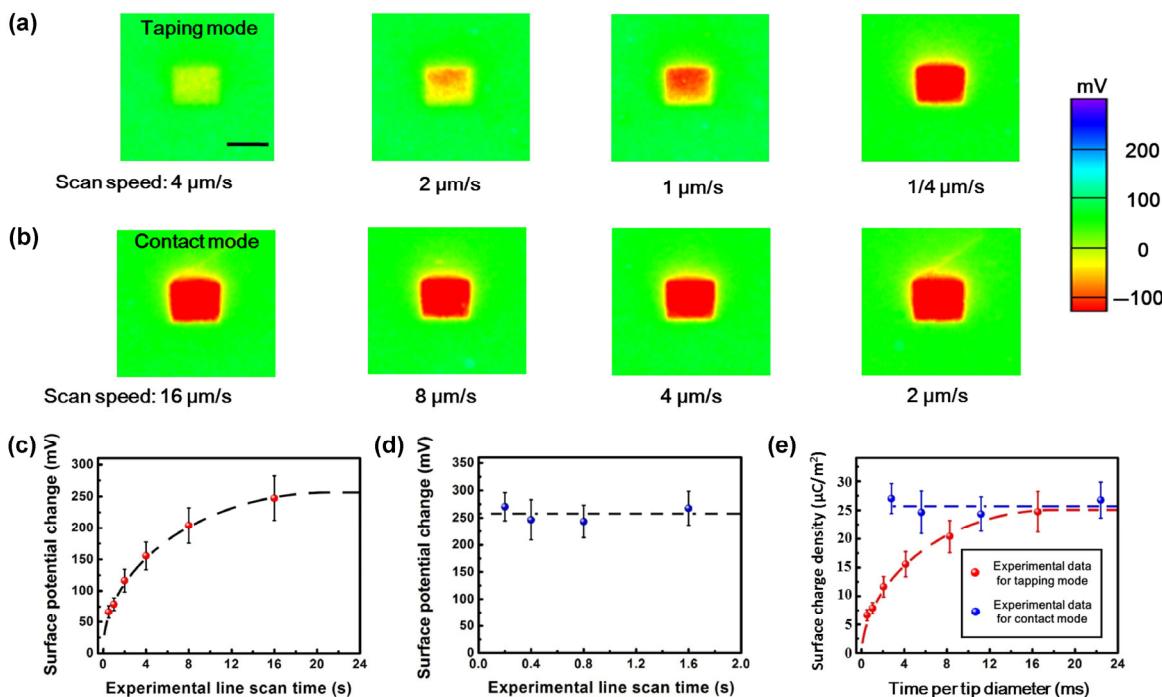 (a)
Taping mode
Scan speed: 4 μm/s
2 μm/s
1 μm/s
1/4 μm/s
mV
200
100
0
—100
(b)
Contact mode
Scan speed: 16 μm/s
8 μm/s
4 μm/s
2 μm/s
(c)
Surface potential change (mV)
300
250
200
150
100
50
0
0 4 8 12 16 20 24
Experimental line scan time (s)
(d)
Surface potential change (mV)
350
300
250
200
150
100
50
0
0.0 0.4 0.8 1.2 1.6 2.0
Experimental line scan time (s)
(e)
Surface charge density (μC/m²)
30
25
20
15
10
5
0
0 4 8 12 16 20 24
Time per tip diameter (ms)
Experimental data
for tapping mode
Experimental data
for contact mode